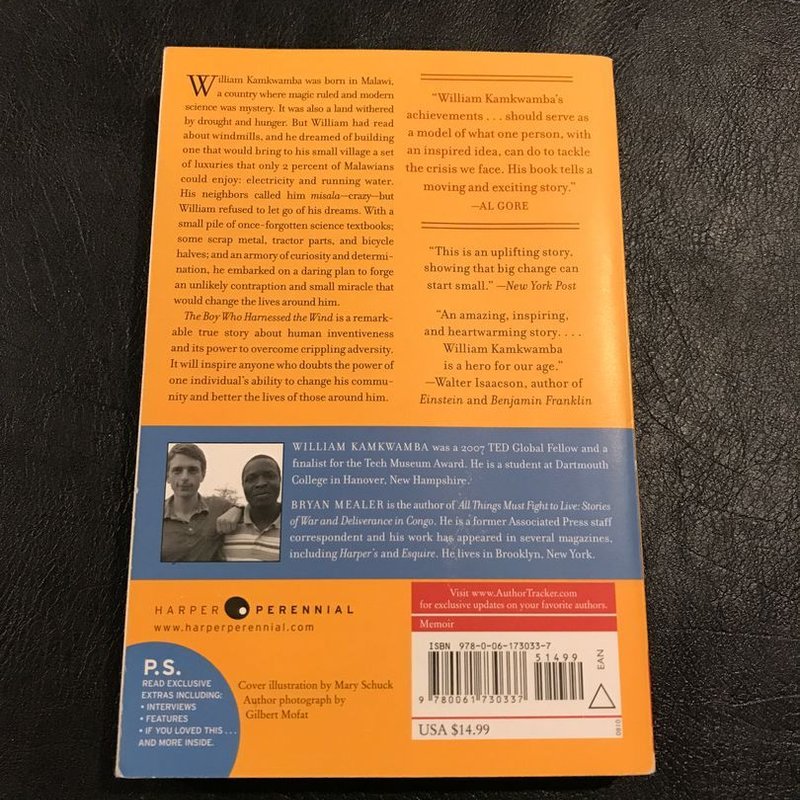 William Kamkwamba was born in Malawi,
a country where magic ruled and modern
science was mystery. It was also a land withered
by drought and hunger. But William had read
about windmills, and he dreamed of building
one that would bring to his small village a set
of luxuries that only 2 percent of Malawians
could enjoy: electricity and running water.
His neighbors called him misala—crazy—but
William refused to let go of his dreams. With a
small pile of once-forgotten science textbooks;
some scrap metal, tractor parts, and bicycle
halves; and an armory of curiosity and determi-
nation, he embarked on a daring plan to forge
an unlikely contraption and small miracle that
would change the lives around him.
The Boy Who Harnessed the Wind is a remark-
able true story about human inventiveness
and its power to overcome crippling adversity.
It will inspire anyone who doubts the power of
one individual's ability to change his commu-
nity and better the lives of those around him.
“William Kamkwamba's
achievements . . . should serve as
a model of what one person, with
an inspired idea, can do to tackle
the crisis we face. His book tells a
moving and exciting story.”
—AL GORE
“This is an uplifting story,
showing that big change can
start small.” —New York Post
“An amazing, inspiring,
and heartwarming story. . . .
William Kamkwamba
is a hero for our age.”
—Walter Isaacson, author of
Einstein and Benjamin Franklin
WILLIAM KAMKWAMBA was a 2007 TED Global Fellow and a
finalist for the Tech Museum Award. He is a student at Dartmouth
College in Hanover, New Hampshire.
BRYAN MEALER is the author of All Things Must Fight to Live: Stories
of War and Deliverance in Congo. He is a former Associated Press staff
correspondent and his work has appeared in several magazines,
including Harper's and Esquire. He lives in Brooklyn, New York.
HARPER PERENNIAL
www.harperperennial.com
P.S.
READ EXCLUSIVE
EXTRAS INCLUDING:
• INTERVIEWS
• FEATURES
• IF YOU LOVED THIS . . .
AND MORE INSIDE.
Cover illustration by Mary Schuck
Author photograph by
Gilbert Mofat
Visit www.AuthorTracker.com
for exclusive updates on your favorite authors.
Memoir
ISBN 978-0-06-173033-7
51499
EAN
9 780061 730337
USA $14.99
0810